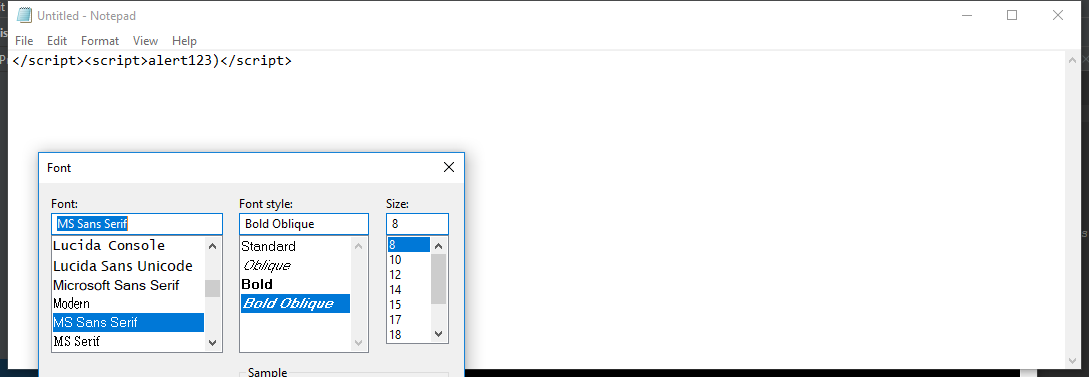 Untitled - Notepad
File Edit Format View Help
</script><script>alert123)</script>
Font
Font: Font style: Size:
MS Sans Serif Bold Oblique 8
Lucida Console Standard 8
Lucida Sans Unicode Oblique 10
Microsoft Sans Serif Bold 12
Modern Bold Oblique 14
MS Sans Serif 15
MS Serif 17
18
Sample